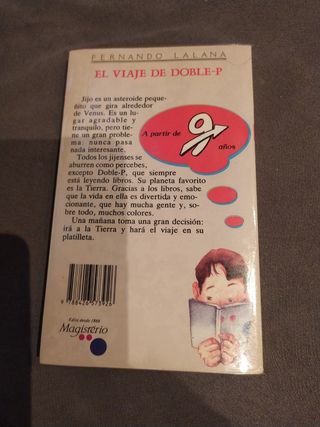 FERNANDO LALANA
EL VIAJE DE DOBLE-P
Jijo es un asteroide peque-
ñito que gira alrededor
de Venus. Es un lu-
gar agradable y
tranquilo, pero tie-
ne un gran proble-
ma: nunca pasa
nada interesante.
A partir de
9
años
Todos los jijenses se
aburren como percebes,
excepto Doble-P, que siempre
está leyendo libros. Su planeta favorito
es la Tierra. Gracias a los libros, sabe
que la vida en ella es divertida y emo-
cionante, que hay mucha gente y, so-
bre todo, muchos colores.
Una mañana toma una gran decisión:
irá a la Tierra y hará el viaje en su
platilleta.
9 788426 573926
Edita desde 1866
Magisterio